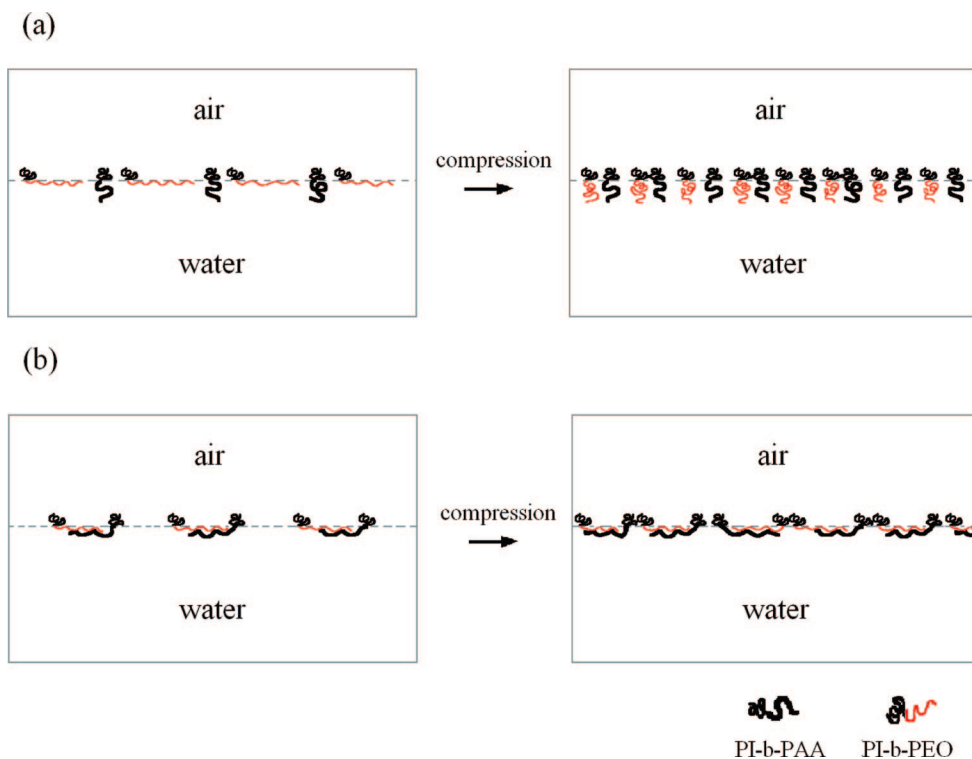 (a)
air
air
compression
water
water
(b)
air
air
compression
water
water
PI-b-PAA PI-b-PEO